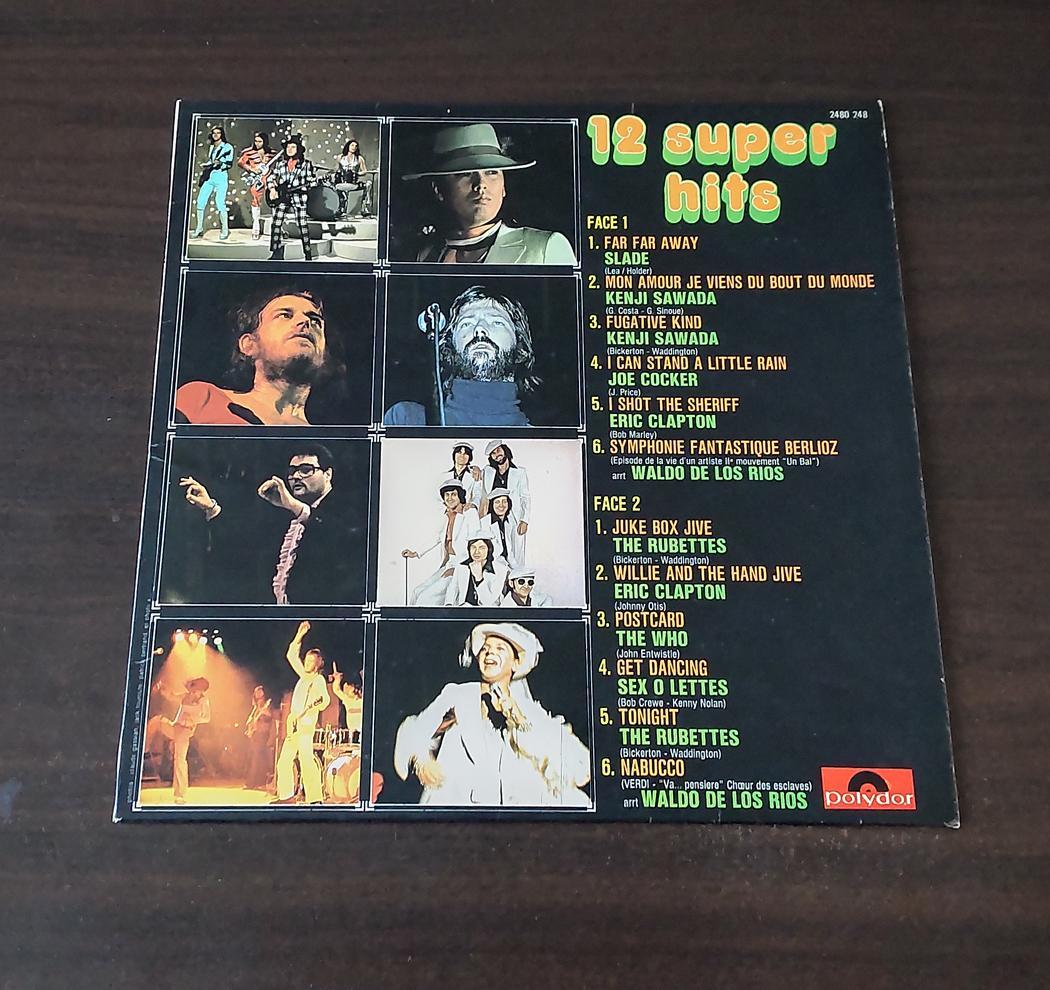 2480 248
12 super
hits
FACE 1
1. FAR FAR AWAY
SLADE
(Lea / Holder)
2. MON AMOUR JE VIENS DU BOUT DU MONDE
KENJI SAWADA
(G. Costa - G. Sinoue)
3. FUGATIVE KIND
KENJI SAWADA
(Bickerton - Waddington)
4. I CAN STAND A LITTLE RAIN
JOE COCKER
(J. Price)
5. I SHOT THE SHERIFF
ERIC CLAPTON
(Bob Marley)
6. SYMPHONIE FANTASTIQUE BERLIOZ
(Episode de la vie d'un artiste IIe mouvement "Un Bal")
arrt WALDO DE LOS RIOS
FACE 2
1. JUKE BOX JIVE
THE RUBETTES
(Bickerton - Waddington)
2. WILLIE AND THE HAND JIVE
ERIC CLAPTON
(Johnny Otis)
3. POSTCARD
THE WHO
(John Entwistle)
4. GET DANCING
SEX O LETTES
(Bob Crewe - Kenny Nolan)
5. TONIGHT
THE RUBETTES
(Bickerton - Waddington)
6. NABUCCO
(VERDI - "Va... pensiere" Chœur des esclaves)
arrt WALDO DE LOS RIOS
polydor